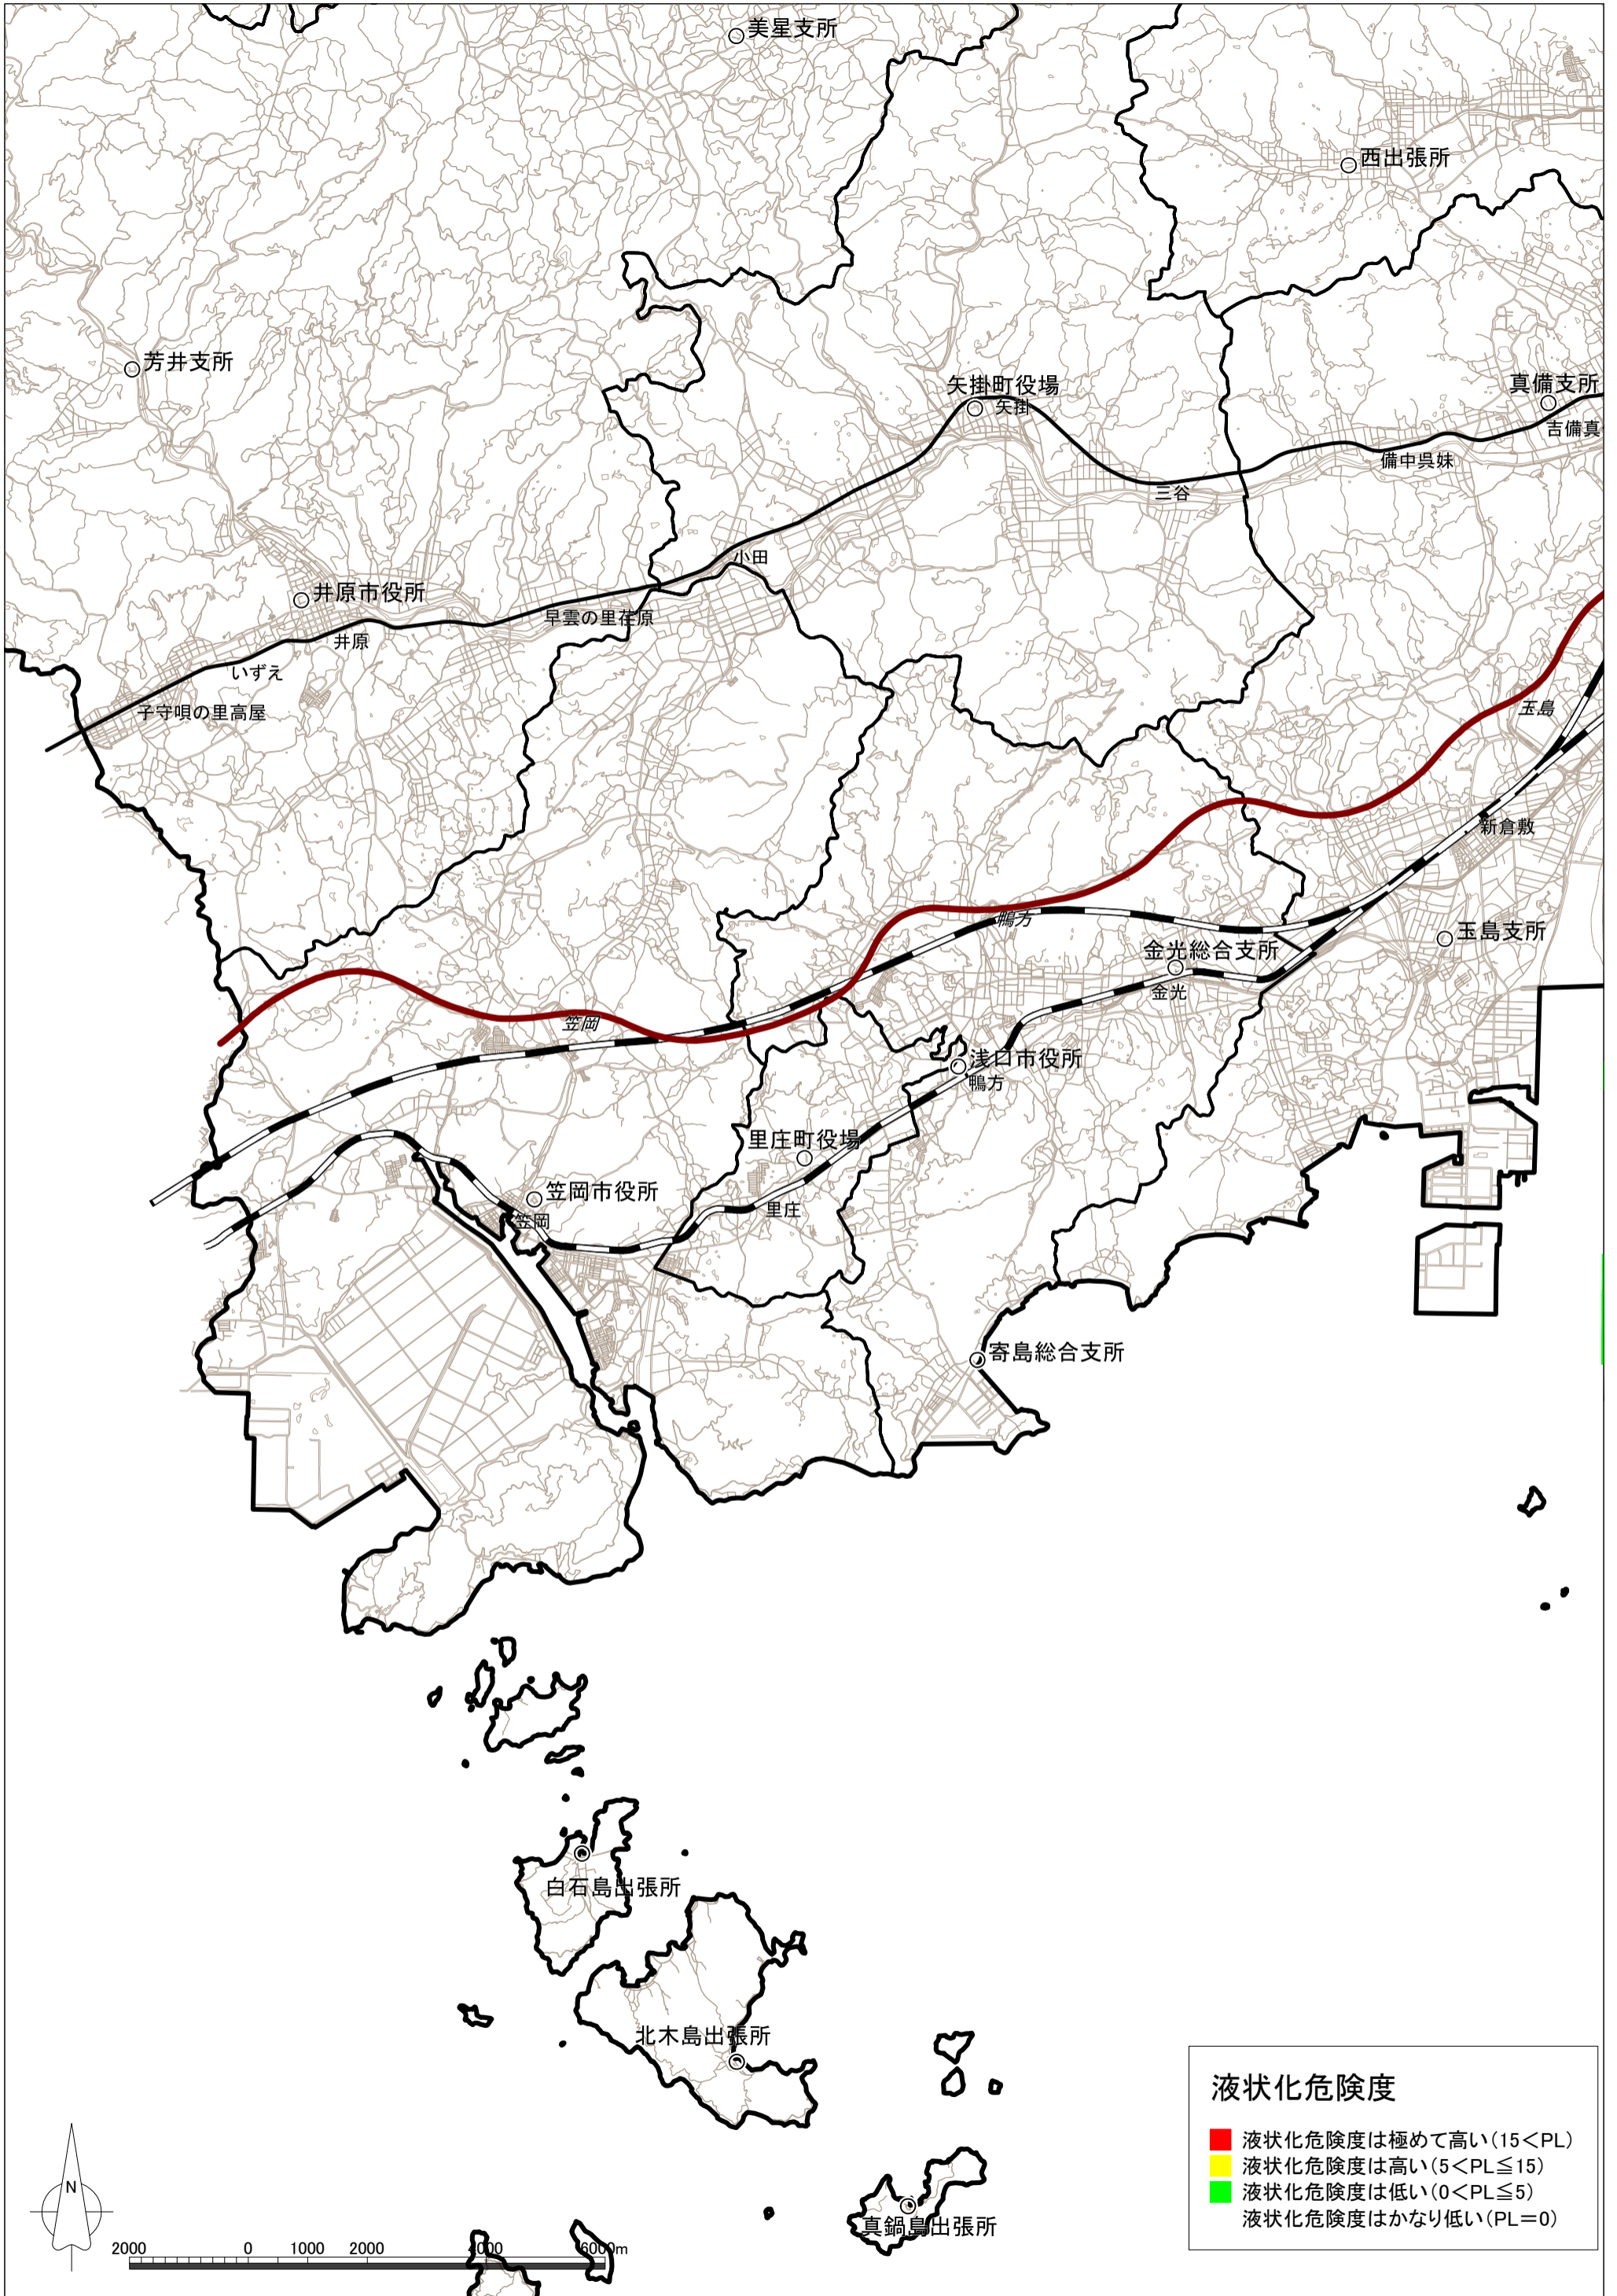 美星支所
西出張所
芳井支所
矢掛町役場
矢掛
真備支所
吉備真
備中呉妹
三谷
小田
井原市役所
早雲の里荏原
井原
いずえ
子守唄の里高屋
玉島
新倉敷
鴨方
玉島支所
金光総合支所
金光
笠岡
浅口市役所
鴨方
里庄町役場
笠岡市役所
里庄
笠岡
寄島総合支所
白石島出張所
北木島出張所
真鍋島出張所
液状化危険度
液状化危険度は極めて高い(15<PL)
液状化危険度は高い(5<PL≦15)
液状化危険度は低い(0<PL≦5)
液状化危険度はかなり低い(PL=0)
N
2000 0 1000 2000 4000 6000m